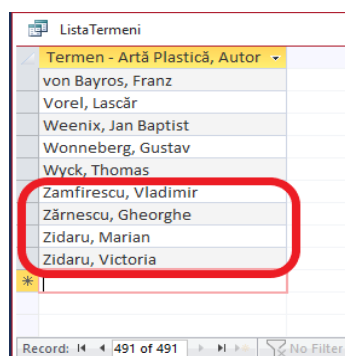 ListaTermeni
Termen - Artă Plastică, Autor
von Bayros, Franz
Vorel, Lascăr
Weenix, Jan Baptist
Wonneberg, Gustav
Wyck, Thomas
Zamfirescu, Vladimir
Zărnescu, Gheorghe
Zidaru, Marian
Zidaru, Victoria
Record: 491 of 491 No Filter